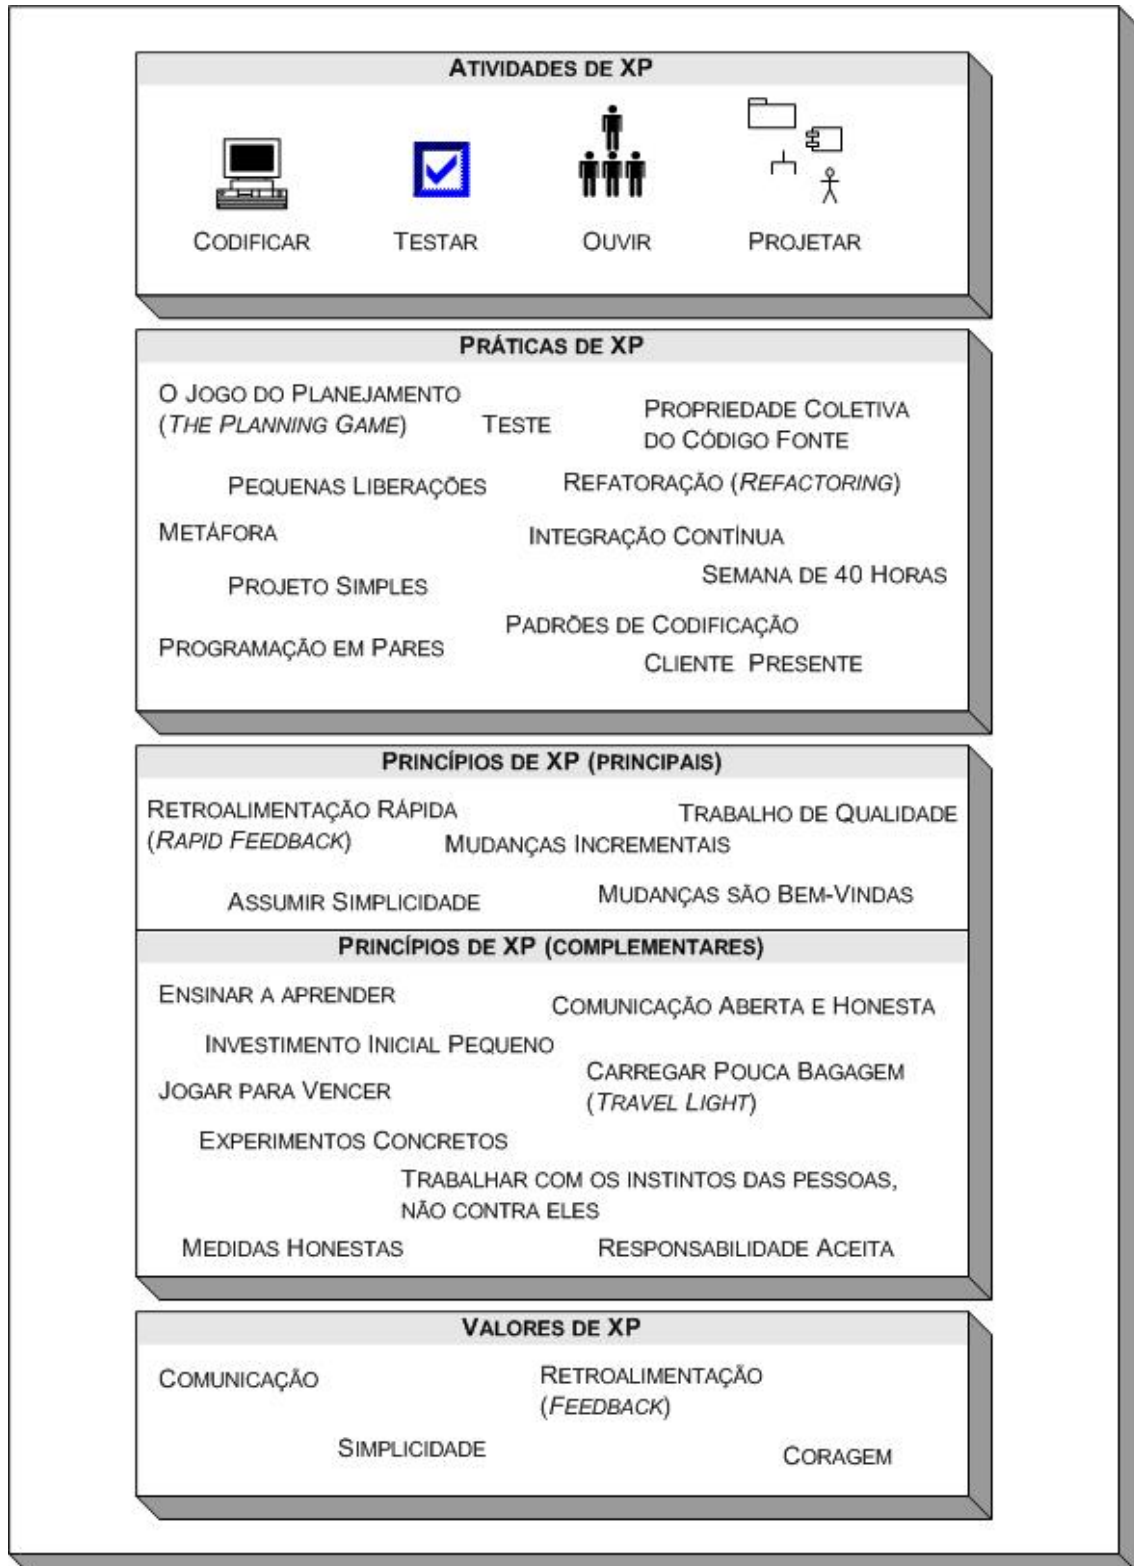 ATIVIDADES DE XP
CODIFICAR TESTAR OUVIR PROJETAR
PRÁTICAS DE XP
O JOGO DO PLANEJAMENTO
(THE PLANNING GAME)
TESTE
PROPRIEDADE COLETIVA
DO CÓDIGO FONTE
PEQUENAS LIBERAÇÕES
REFATORAÇÃO (REFACTORING)
METÁFORA
INTEGRAÇÃO CONTÍNUA
SEMANA DE 40 HORAS
PROJETO SIMPLES
PADRÕES DE CODIFICAÇÃO
PROGRAMAÇÃO EM PARES
CLIENTE PRESENTE
PRINCÍPIOS DE XP (PRINCIPAIS)
RETROALIMENTAÇÃO RÁPIDA
(RAPID FEEDBACK)
TRABALHO DE QUALIDADE
MUDANÇAS INCREMENTAIS
ASSUMIR SIMPLICIDADE
MUDANÇAS SÃO BEM-VINDAS
PRINCÍPIOS DE XP (COMPLEMENTARES)
ENSINAR A APRENDER
COMUNICAÇÃO ABERTA E HONESTA
INVESTIMENTO INICIAL PEQUENO
CARREGAR POUCA BAGAGEM
(TRAVEL LIGHT)
JOGAR PARA VENCER
EXPERIMENTOS CONCRETOS
TRABALHAR COM OS INSTINTOS DAS PESSOAS,
NÃO CONTRA ELES
MEDIDAS HONESTAS
RESPONSABILIDADE ACEITA
VALORES DE XP
COMUNICAÇÃO
RETROALIMENTAÇÃO
(FEEDBACK)
SIMPLICIDADE
CORAGEM